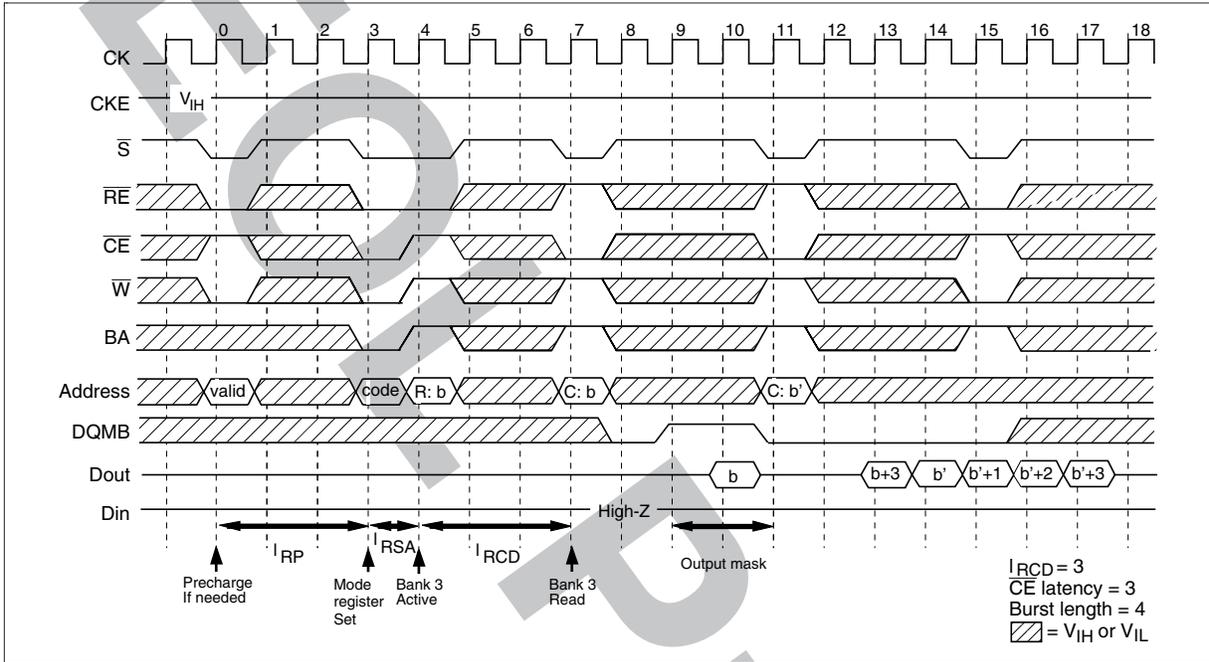 0 1 2 3 4 5 6 7 8 9 10 11 12 13 14 15 16 17 18
CK
CKE VIH
S
RE
CE
W
BA
Address valid code R: b C: b C: b'
DQMB
Dout b b+3 b' b'+1 b'+2 b'+3
Din High-Z
lRP lRSA lRCD Output mask
Precharge
If needed
Mode
register
Set
Bank 3
Active
Bank 3
Read
lRCD = 3
CE latency = 3
Burst length = 4
= VIH or VIL